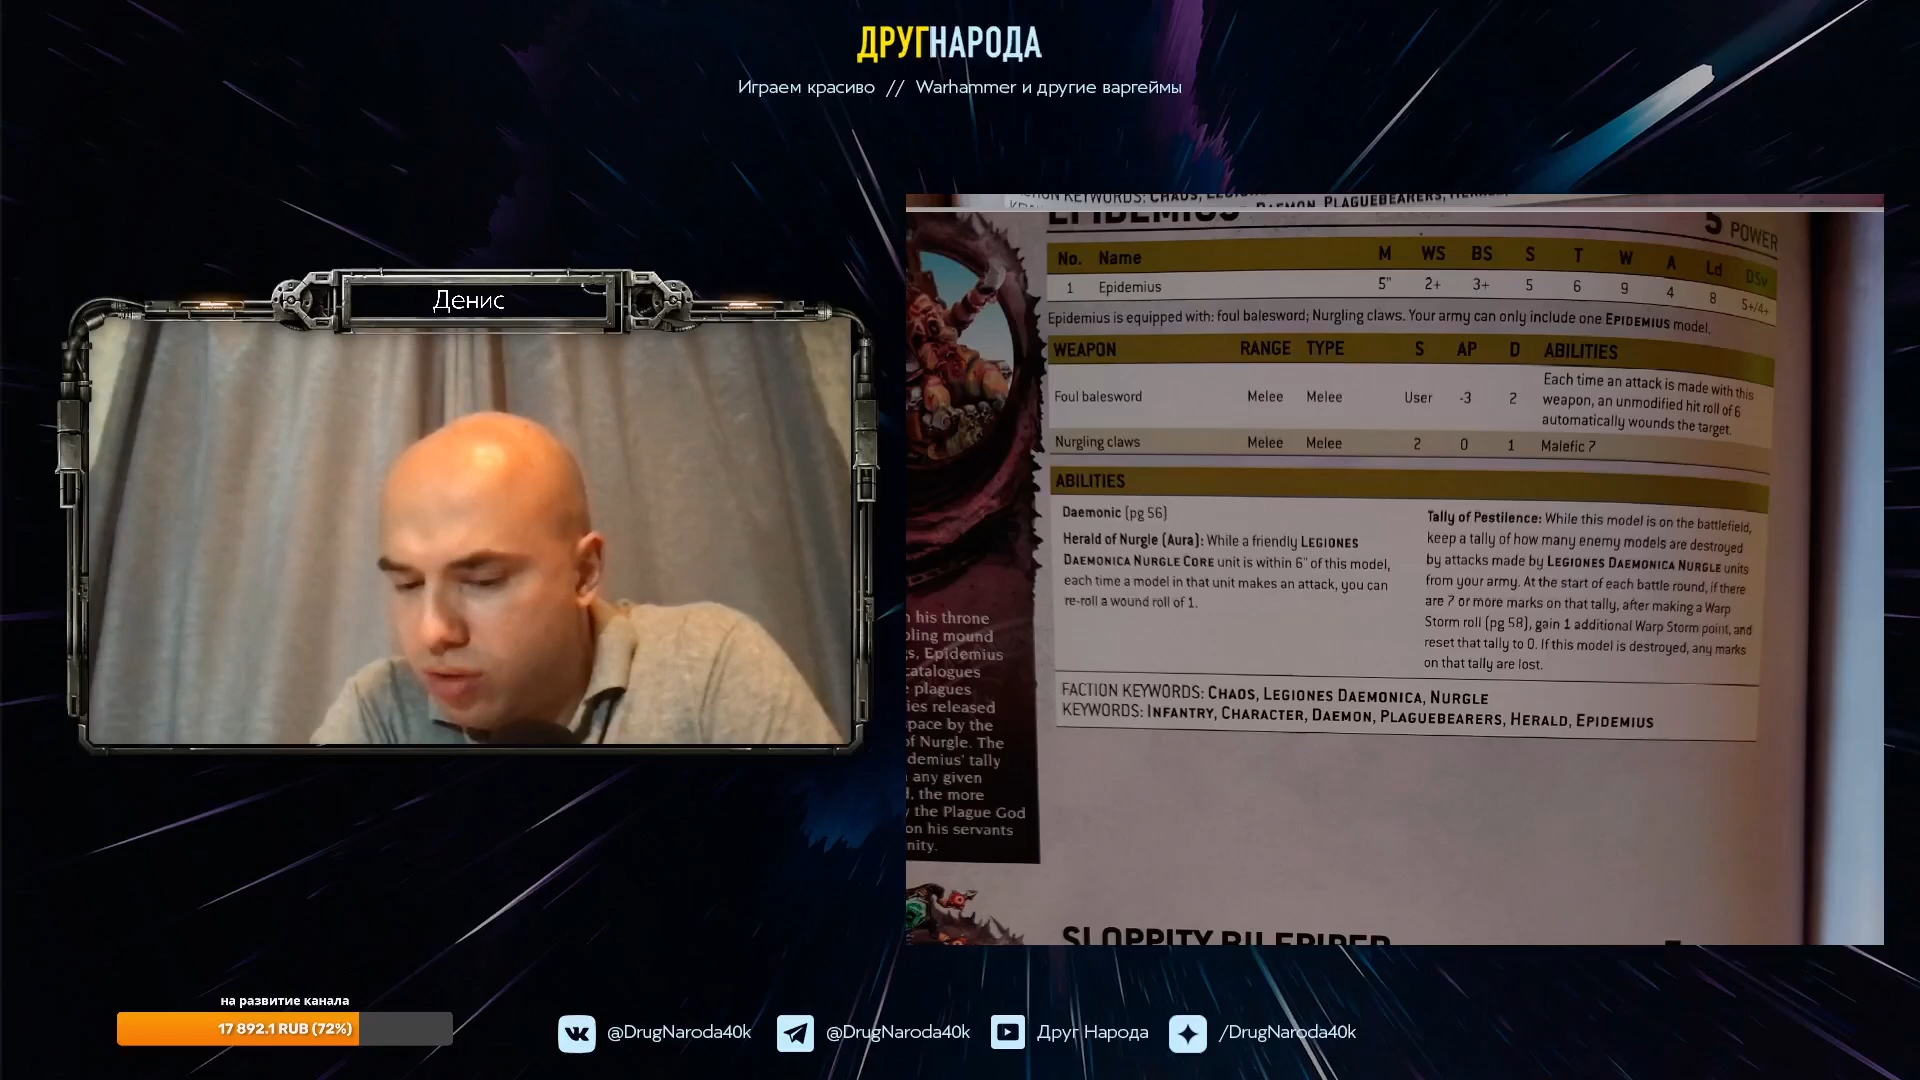 ДРУГНАРОДА
Играем красиво // Warhammer и другие варгеймы
Денис
KEYWORDS: CHAOS,
DAEMON, PLAGUEBEARERS,
EPIDEMIUS
5 POWER
No. Name M WS BS S T W A Ld DSv
1 Epidemius 5" 2+ 3+ 5 6 9 4 8 5+/4+
Epidemius is equipped with: foul balesword; Nurgling claws. Your army can only include one EPIDEMIUS model.
WEAPON RANGE TYPE S AP D ABILITIES
Foul balesword Melee Melee User -3 2 Each time an attack is made with this
weapon, an unmodified hit roll of 6
automatically wounds the target.
Nurgling claws Melee Melee 2 0 1 Malefic 7
ABILITIES
Daemonic (pg 56)
Herald of Nurgle (Aura): While a friendly LEGIONES
DAEMONICA NURGLE CORE unit is within 6" of this model,
each time a model in that unit makes an attack, you can
re-roll a wound roll of 1.
Tally of Pestilence: While this model is on the battlefield,
keep a tally of how many enemy models are destroyed
by attacks made by LEGIONES DAEMONICA NURGLE units
from your army. At the start of each battle round, if there
are 7 or more marks on that tally, after making a Warp
Storm roll (pg 58), gain 1 additional Warp Storm point, and
reset that tally to 0. If this model is destroyed, any marks
on that tally are lost.
FACTION KEYWORDS: CHAOS, LEGIONES DAEMONICA, NURGLE
KEYWORDS: INFANTRY, CHARACTER, DAEMON, PLAGUEBEARERS, HERALD, EPIDEMIUS
his throne
bling mound
s, Epidemius
catalogues
plagues
ies released
space by the
of Nurgle. The
demius' tally
any given
, the more
the Plague God
on his servants
nity.
SLOPPITY BILEPIPER
на развитие канала
17 892.1 RUB (72%)
@DrugNaroda40k
@DrugNaroda40k
Друг Народа
/DrugNaroda40k